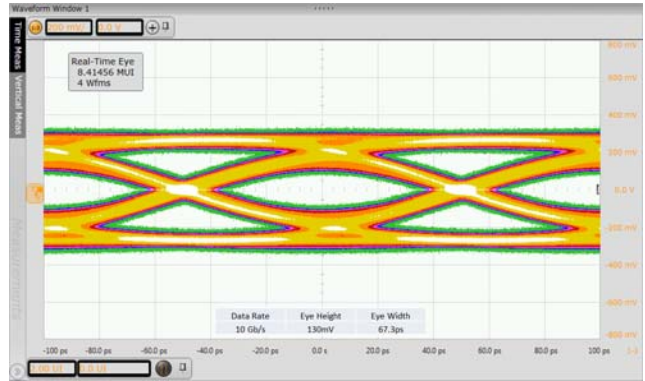 Waveform Window 1
Time Meas
Vertical Meas
Measurements
200 mV/
0.0 V
Real-Time Eye
8.41456 MUI
4 Wfms
800 mV
600 mV
400 mV
200 mV
0.0 V
-200 mV
-400 mV
-600 mV
-800 mV
Data Rate Eye Height Eye Width
10 Gb/s 130mV 67.3ps
-100 ps -80.0 ps -60.0 ps -40.0 ps -20.0 ps 0.0 s 20.0 ps 40.0 ps 60.0 ps 80.0 ps 100 ps
2.00 UI
0.0 UI